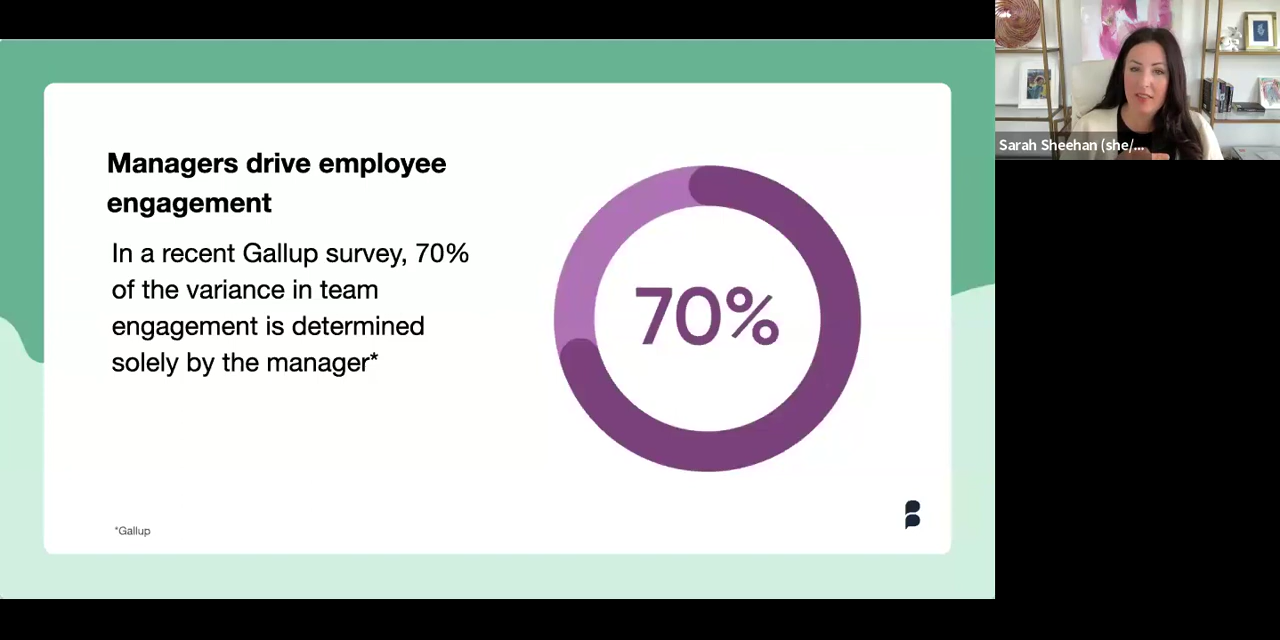 Managers drive employee
engagement
In a recent Gallup survey, 70%
of the variance in team
engagement is determined
solely by the manager*
70%
*Gallup
Sarah Sheehan (she/...